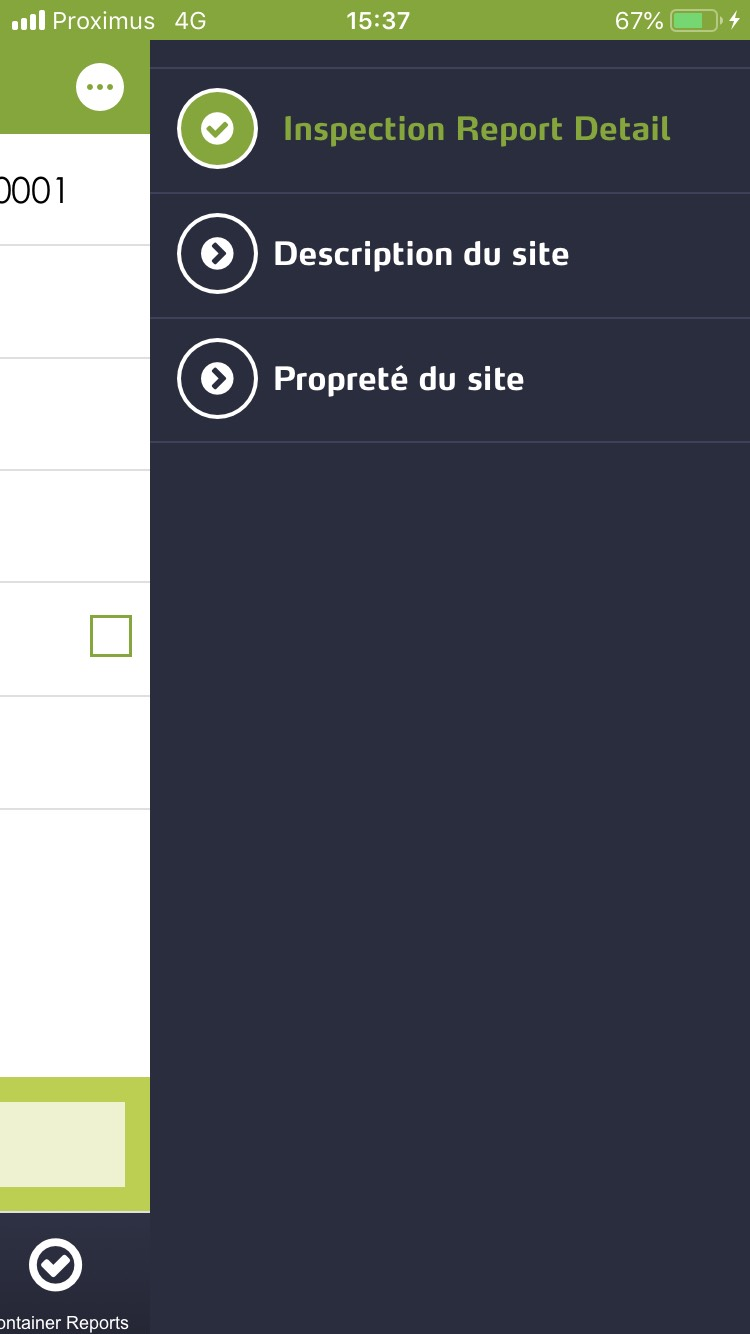 Proximus 4G 15:37 67%
Inspection Report Detail
0001
Description du site
Propreté du site
ontainer Reports